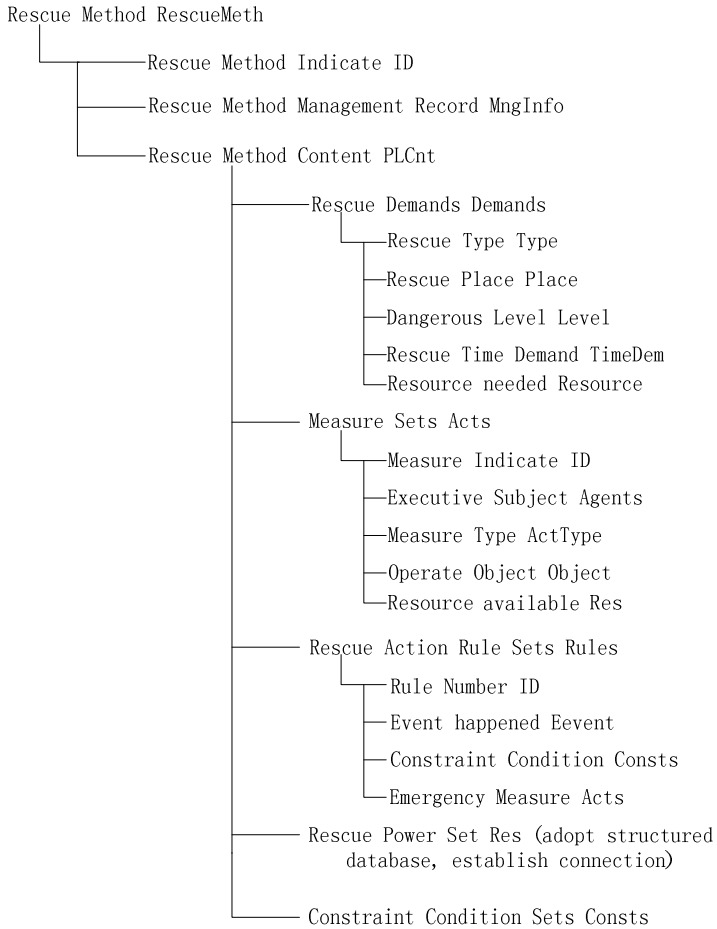 Rescue Method RescueMeth
Rescue Method Indicate ID
Rescue Method Management Record MngInfo
Rescue Method Content PLCnt
Rescue Demands Demands
Rescue Type Type
Rescue Place Place
Dangerous Level Level
Rescue Time Demand TimeDem
Resource needed Resource
Measure Sets Acts
Measure Indicate ID
Executive Subject Agents
Measure Type ActType
Operate Object Object
Resource available Res
Rescue Action Rule Sets Rules
Rule Number ID
Event happened Eevent
Constraint Condition Consts
Emergency Measure Acts
Rescue Power Set Res (adopt structured
database, establish connection)
Constraint Condition Sets Consts